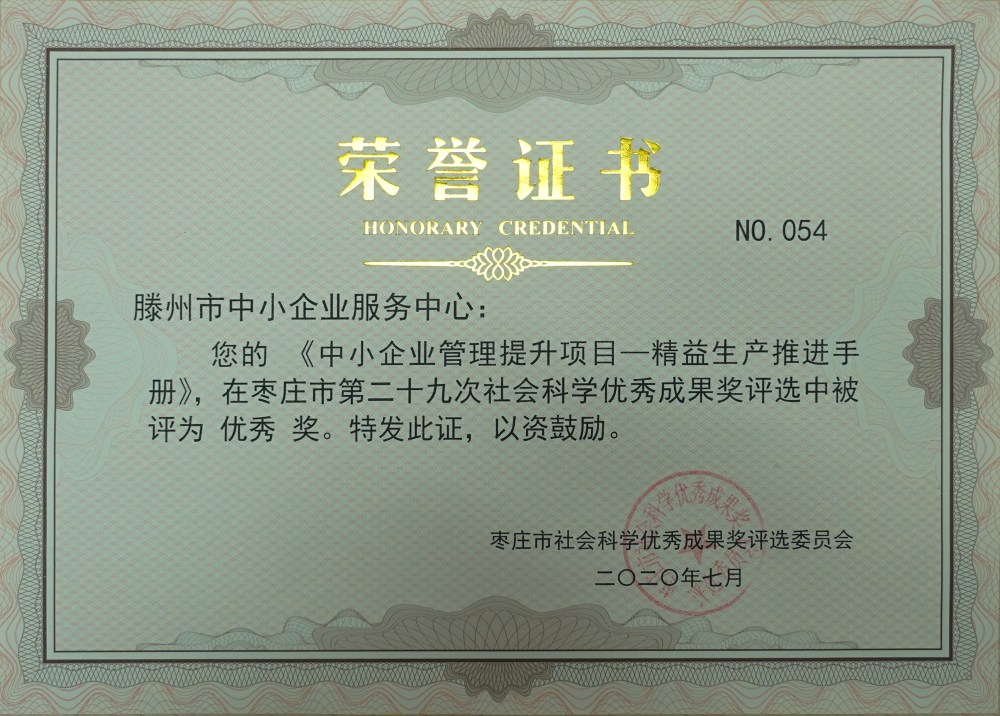 荣誉证书
HONORARY CREDENTIAL
NO.054
滕州市中小企业服务中心：
您的 《中小企业管理提升项目—精益生产推进手
册》，在枣庄市第二十九次社会科学优秀成果奖评选中被
评为 优秀 奖。特发此证，以资鼓励。
枣庄市社会科学优秀成果奖评选委员会
二〇二〇年七月